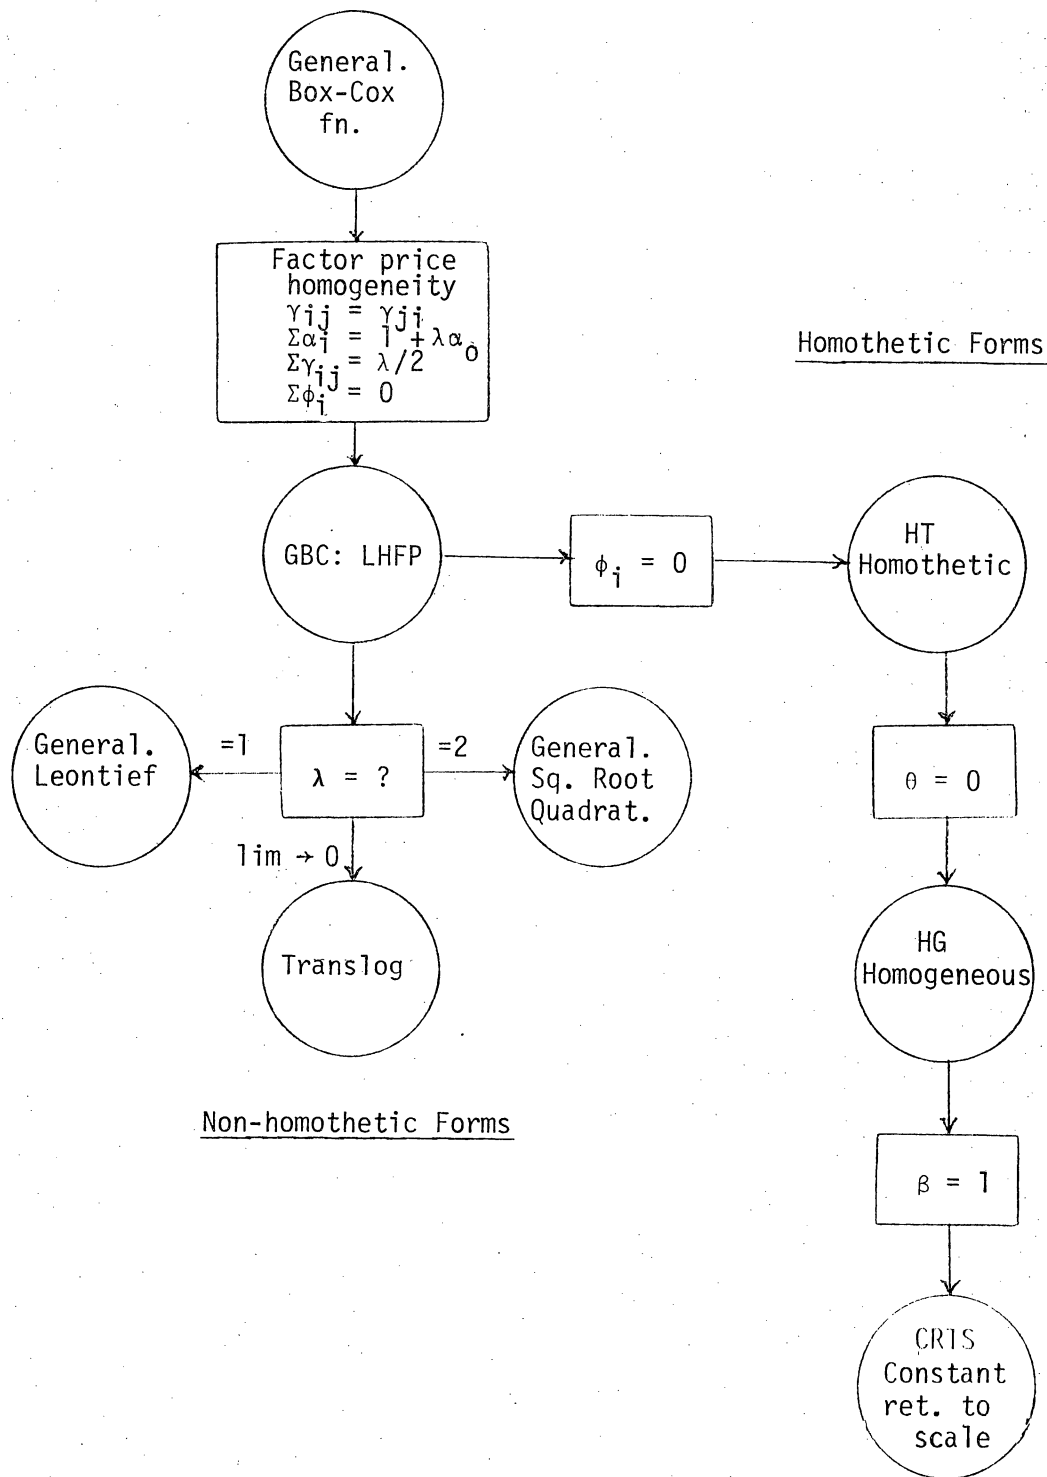 General.
Box-Cox
fn.
Factor price
homogeneity
γij = γji
Σαi = 1 + λαo
Σγij = λ/2
Σφi = 0
Homothetic Forms
GBC: LHFP
φi = 0
HT
Homothetic
General.
Leontief
=1
λ = ?
=2
General.
Sq. Root
Quadrat.
θ = 0
lim → 0
Translog
HG
Homogeneous
Non-homothetic Forms
β = 1
CRTS
Constant
ret. to
scale